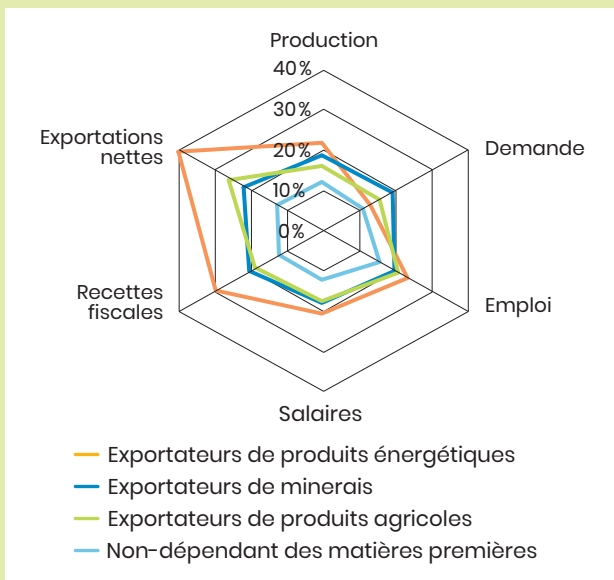 Production
40 %
30 %
20 %
10 %
0 %
Exportations
nettes
Demande
Recettes
fiscales
Emploi
Salaires
Exportateurs de produits énergétiques
Exportateurs de minerais
Exportateurs de produits agricoles
Non-dépendant des matières premières